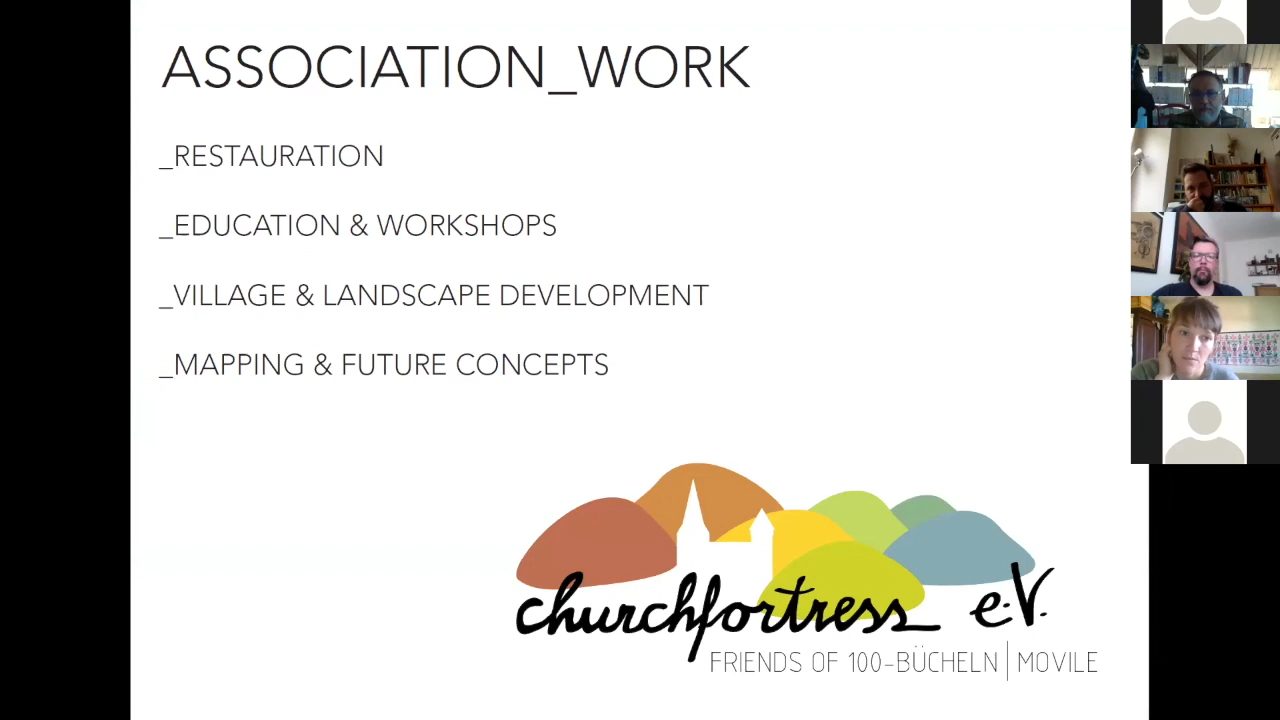 ASSOCIATION_WORK
_RESTAURATION
_EDUCATION & WORKSHOPS
_VILLAGE & LANDSCAPE DEVELOPMENT
_MAPPING & FUTURE CONCEPTS
churchfortress e.V.
FRIENDS OF 100-BÜCHELN | MOVILE